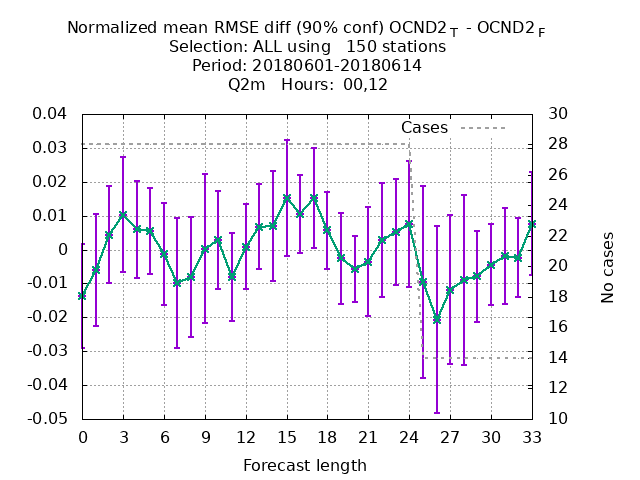 Normalized mean RMSE diff (90% conf) OCND2 T - OCND2 F
Selection: ALL using   150 stations
Period: 20180601-20180614
Q2m   Hours:  00,12
Cases
0.04
0.03
0.02
0.01
0
-0.01
-0.02
-0.03
-0.04
-0.05
30
28
26
24
22
20
18
16
14
12
10
No cases
0 3 6 9 12 15 18 21 24 27 30 33
Forecast length